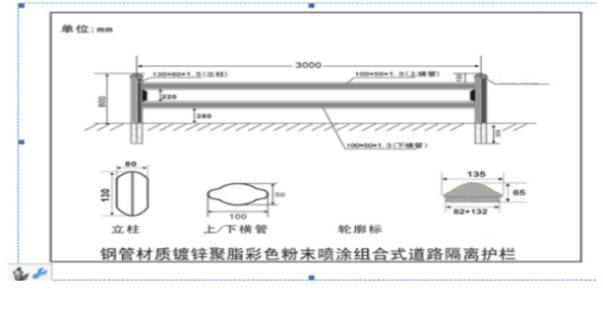 单位:mm
3000
130*80*1.5(立柱)
100*50*1.3(上横管)
600
220
280
100*50*1.3(下横管)
80
130
立柱
50
100
上/下横管
轮廓标
135
65
82*132
钢管材质镀锌聚脂彩色粉末喷涂组合式道路隔离护栏